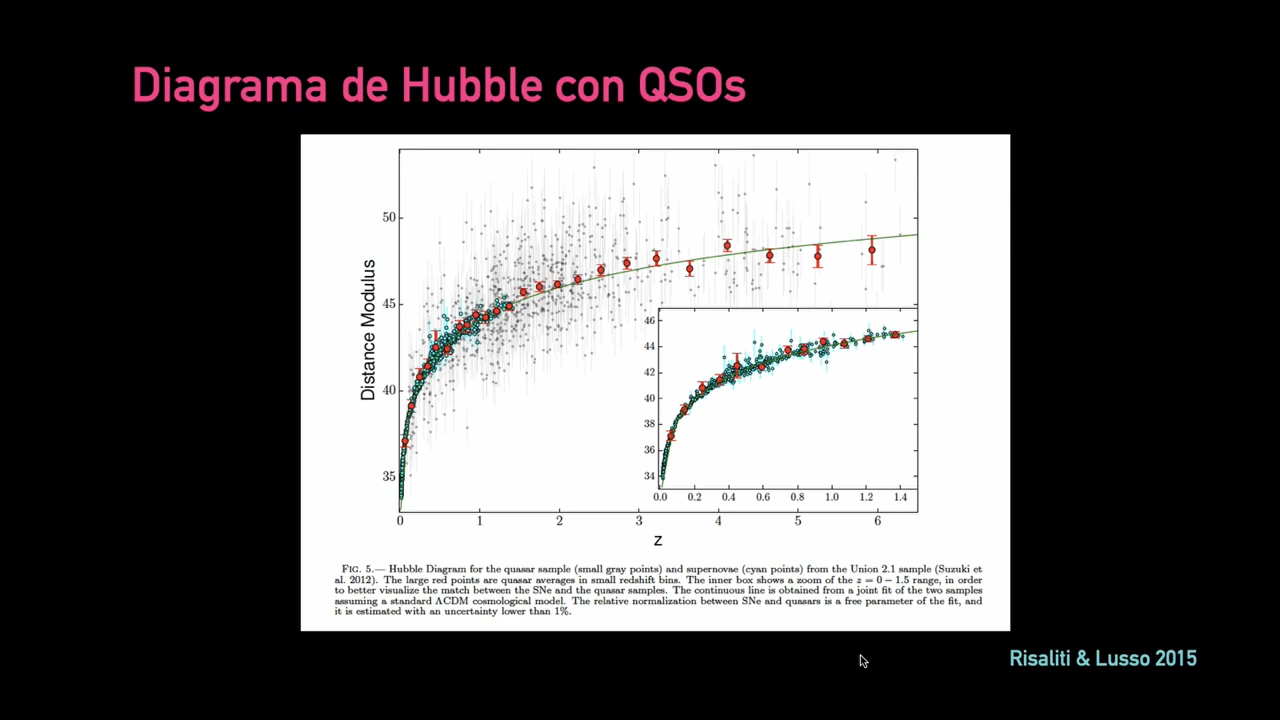 Diagrama de Hubble con QSOs
50
45
40
35
Distance Modulus
0 1 2 3 4 5 6
z
46
44
42
40
38
36
34
0.0 0.2 0.4 0.6 0.8 1.0 1.2 1.4
FIG. 5.— Hubble Diagram for the quasar sample (small gray points) and supernovae (cyan points) from the Union 2.1 sample (Suzuki et
al. 2012). The large red points are quasar averages in small redshift bins. The inner box shows a zoom of the z = 0 − 1.5 range, in order
to better visualize the match between the SNe and the quasar samples. The continuous line is obtained from a joint fit of the two samples
assuming a standard ΛCDM cosmological model. The relative normalization between SNe and quasars is a free parameter of the fit, and
it is estimated with an uncertainty lower than 1%.
Risaliti & Lusso 2015